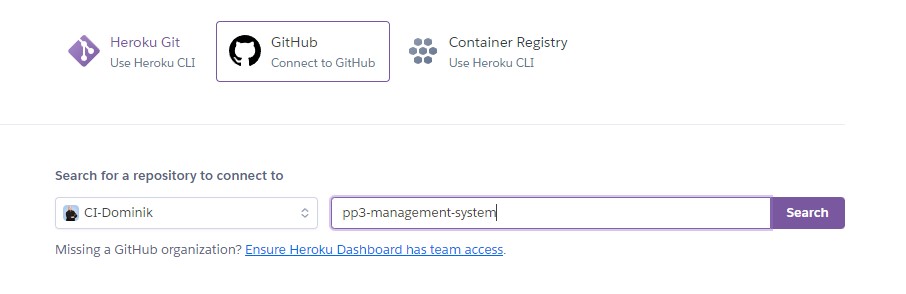 Heroku Git
Use Heroku CLI
GitHub
Connect to GitHub
Container Registry
Use Heroku CLI
Search for a repository to connect to
CI-Dominik
pp3-management-system
Search
Missing a GitHub organization? Ensure Heroku Dashboard has team access.